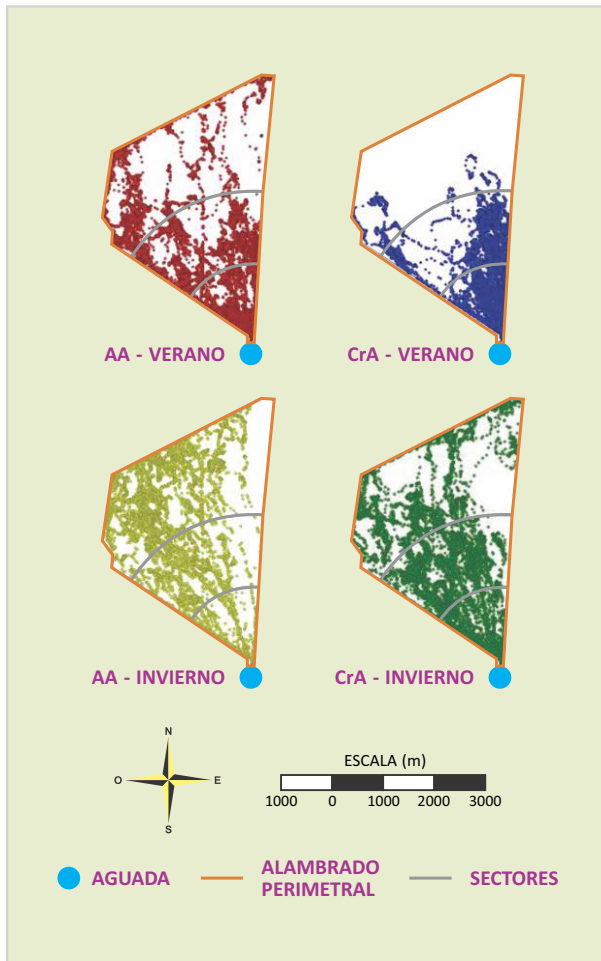 AA - VERANO
CrA - VERANO
AA - INVIERNO
CrA - INVIERNO
N
O
E
S
ESCALA (m)
1000 0 1000 2000 3000
AGUADA
ALAMBRADO
PERIMETRAL
SECTORES